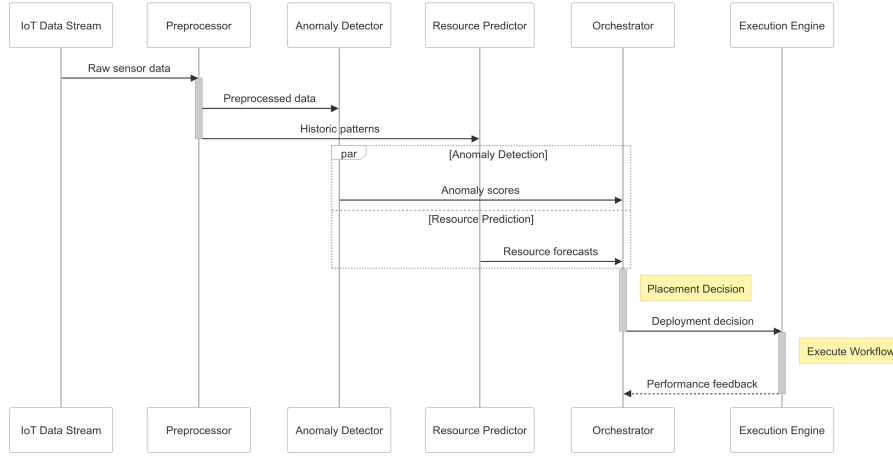 IoT Data Stream
Preprocessor
Anomaly Detector
Resource Predictor
Orchestrator
Execution Engine
Raw sensor data
Preprocessed data
Historic patterns
par
[Anomaly Detection]
Anomaly scores
[Resource Prediction]
Resource forecasts
Placement Decision
Deployment decision
Execute Workflow
Performance feedback
IoT Data Stream
Preprocessor
Anomaly Detector
Resource Predictor
Orchestrator
Execution Engine